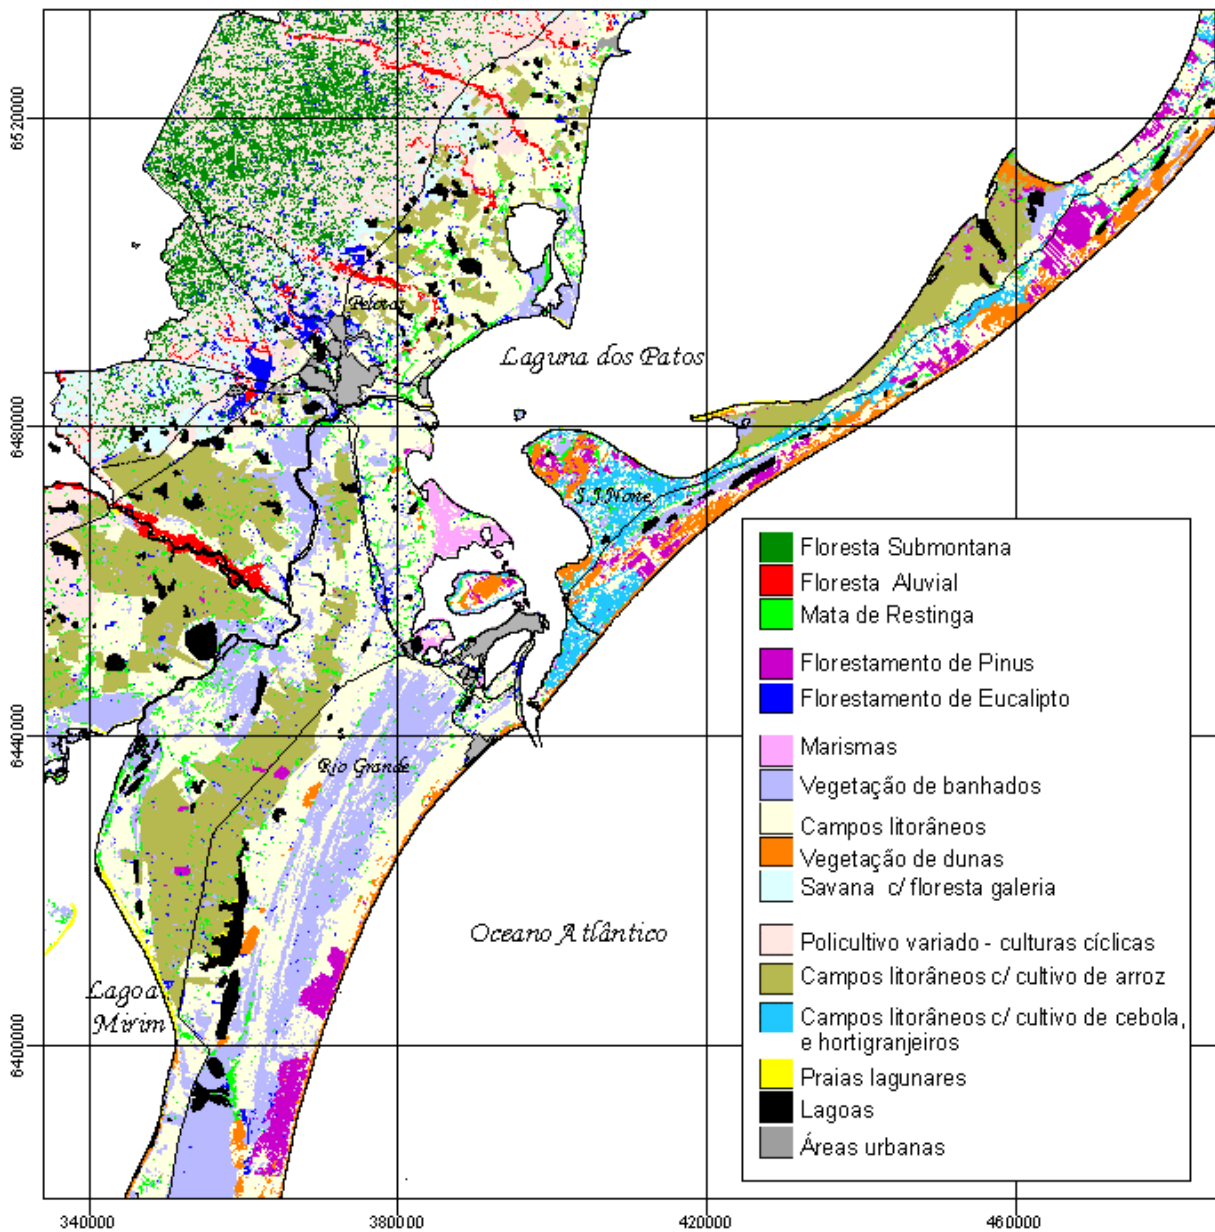 6520000
6480000
6440000
6400000
340000
380000
420000
460000
Pelotas
Laguna dos Patos
S.J.Norte
Rio Grande
Oceano Atlântico
Lagoa
Mirim
Floresta Submontana
Floresta Aluvial
Mata de Restinga
Florestamento de Pinus
Florestamento de Eucalipto
Marismas
Vegetação de banhados
Campos litorâneos
Vegetação de dunas
Savana c/ floresta galeria
Policultivo variado - culturas cíclicas
Campos litorâneos c/ cultivo de arroz
Campos litorâneos c/ cultivo de cebola,
e hortigranjeiros
Praias lagunares
Lagoas
Áreas urbanas